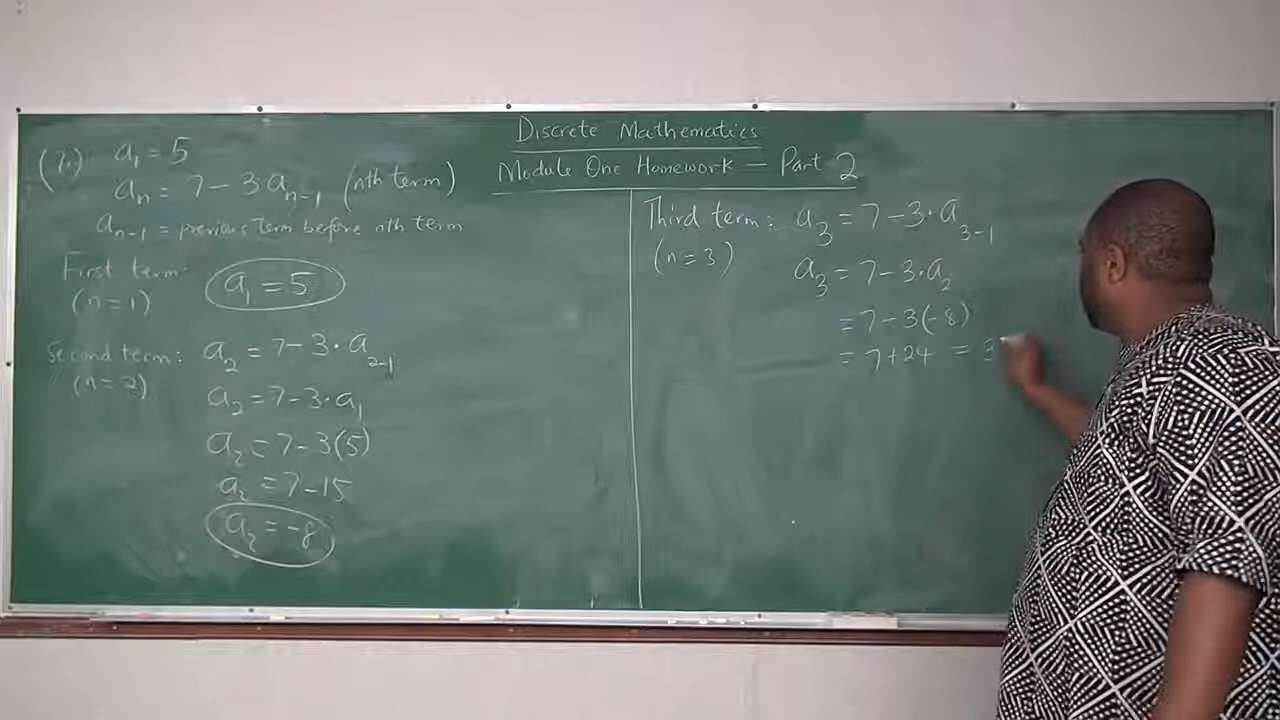 Discrete Mathematics
Module One Homework – Part 2
(7.) a₁ = 5
aₙ = 7 – 3aₙ₋₁ (nth term)
aₙ₋₁ = previous term before nth term
First term: a₁ = 5
(n=1)
Second term: a₂ = 7 – 3·a₂₋₁
(n=2)
a₂ = 7 – 3·a₁
a₂ = 7 – 3(5)
a₂ = 7 – 15
a₂ = –8
Third term: a₃ = 7 – 3·a₃₋₁
(n=3)
a₃ = 7 – 3·a₂
= 7 – 3(–8)
= 7+24 = 3